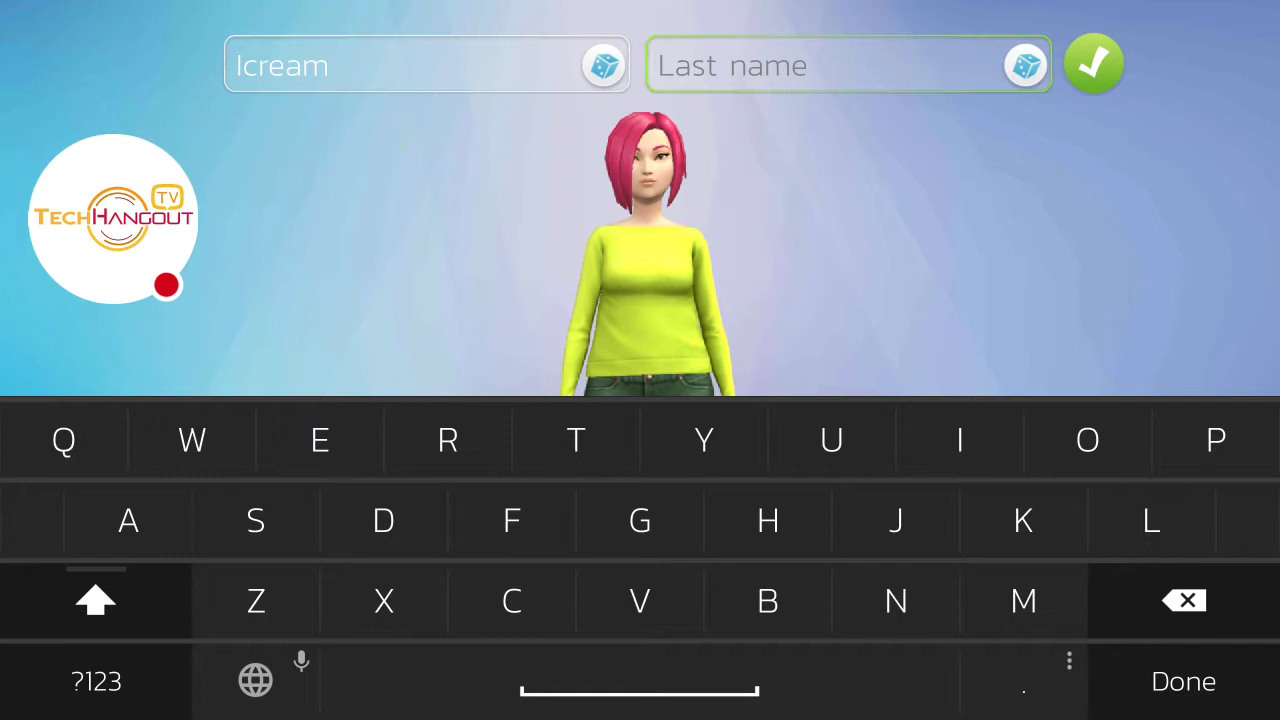 Icream
Last name
TV
TECHHANGOUT
Q W E R T Y U I O P
A S D F G H J K L
Z X C V B N M
?123 . Done